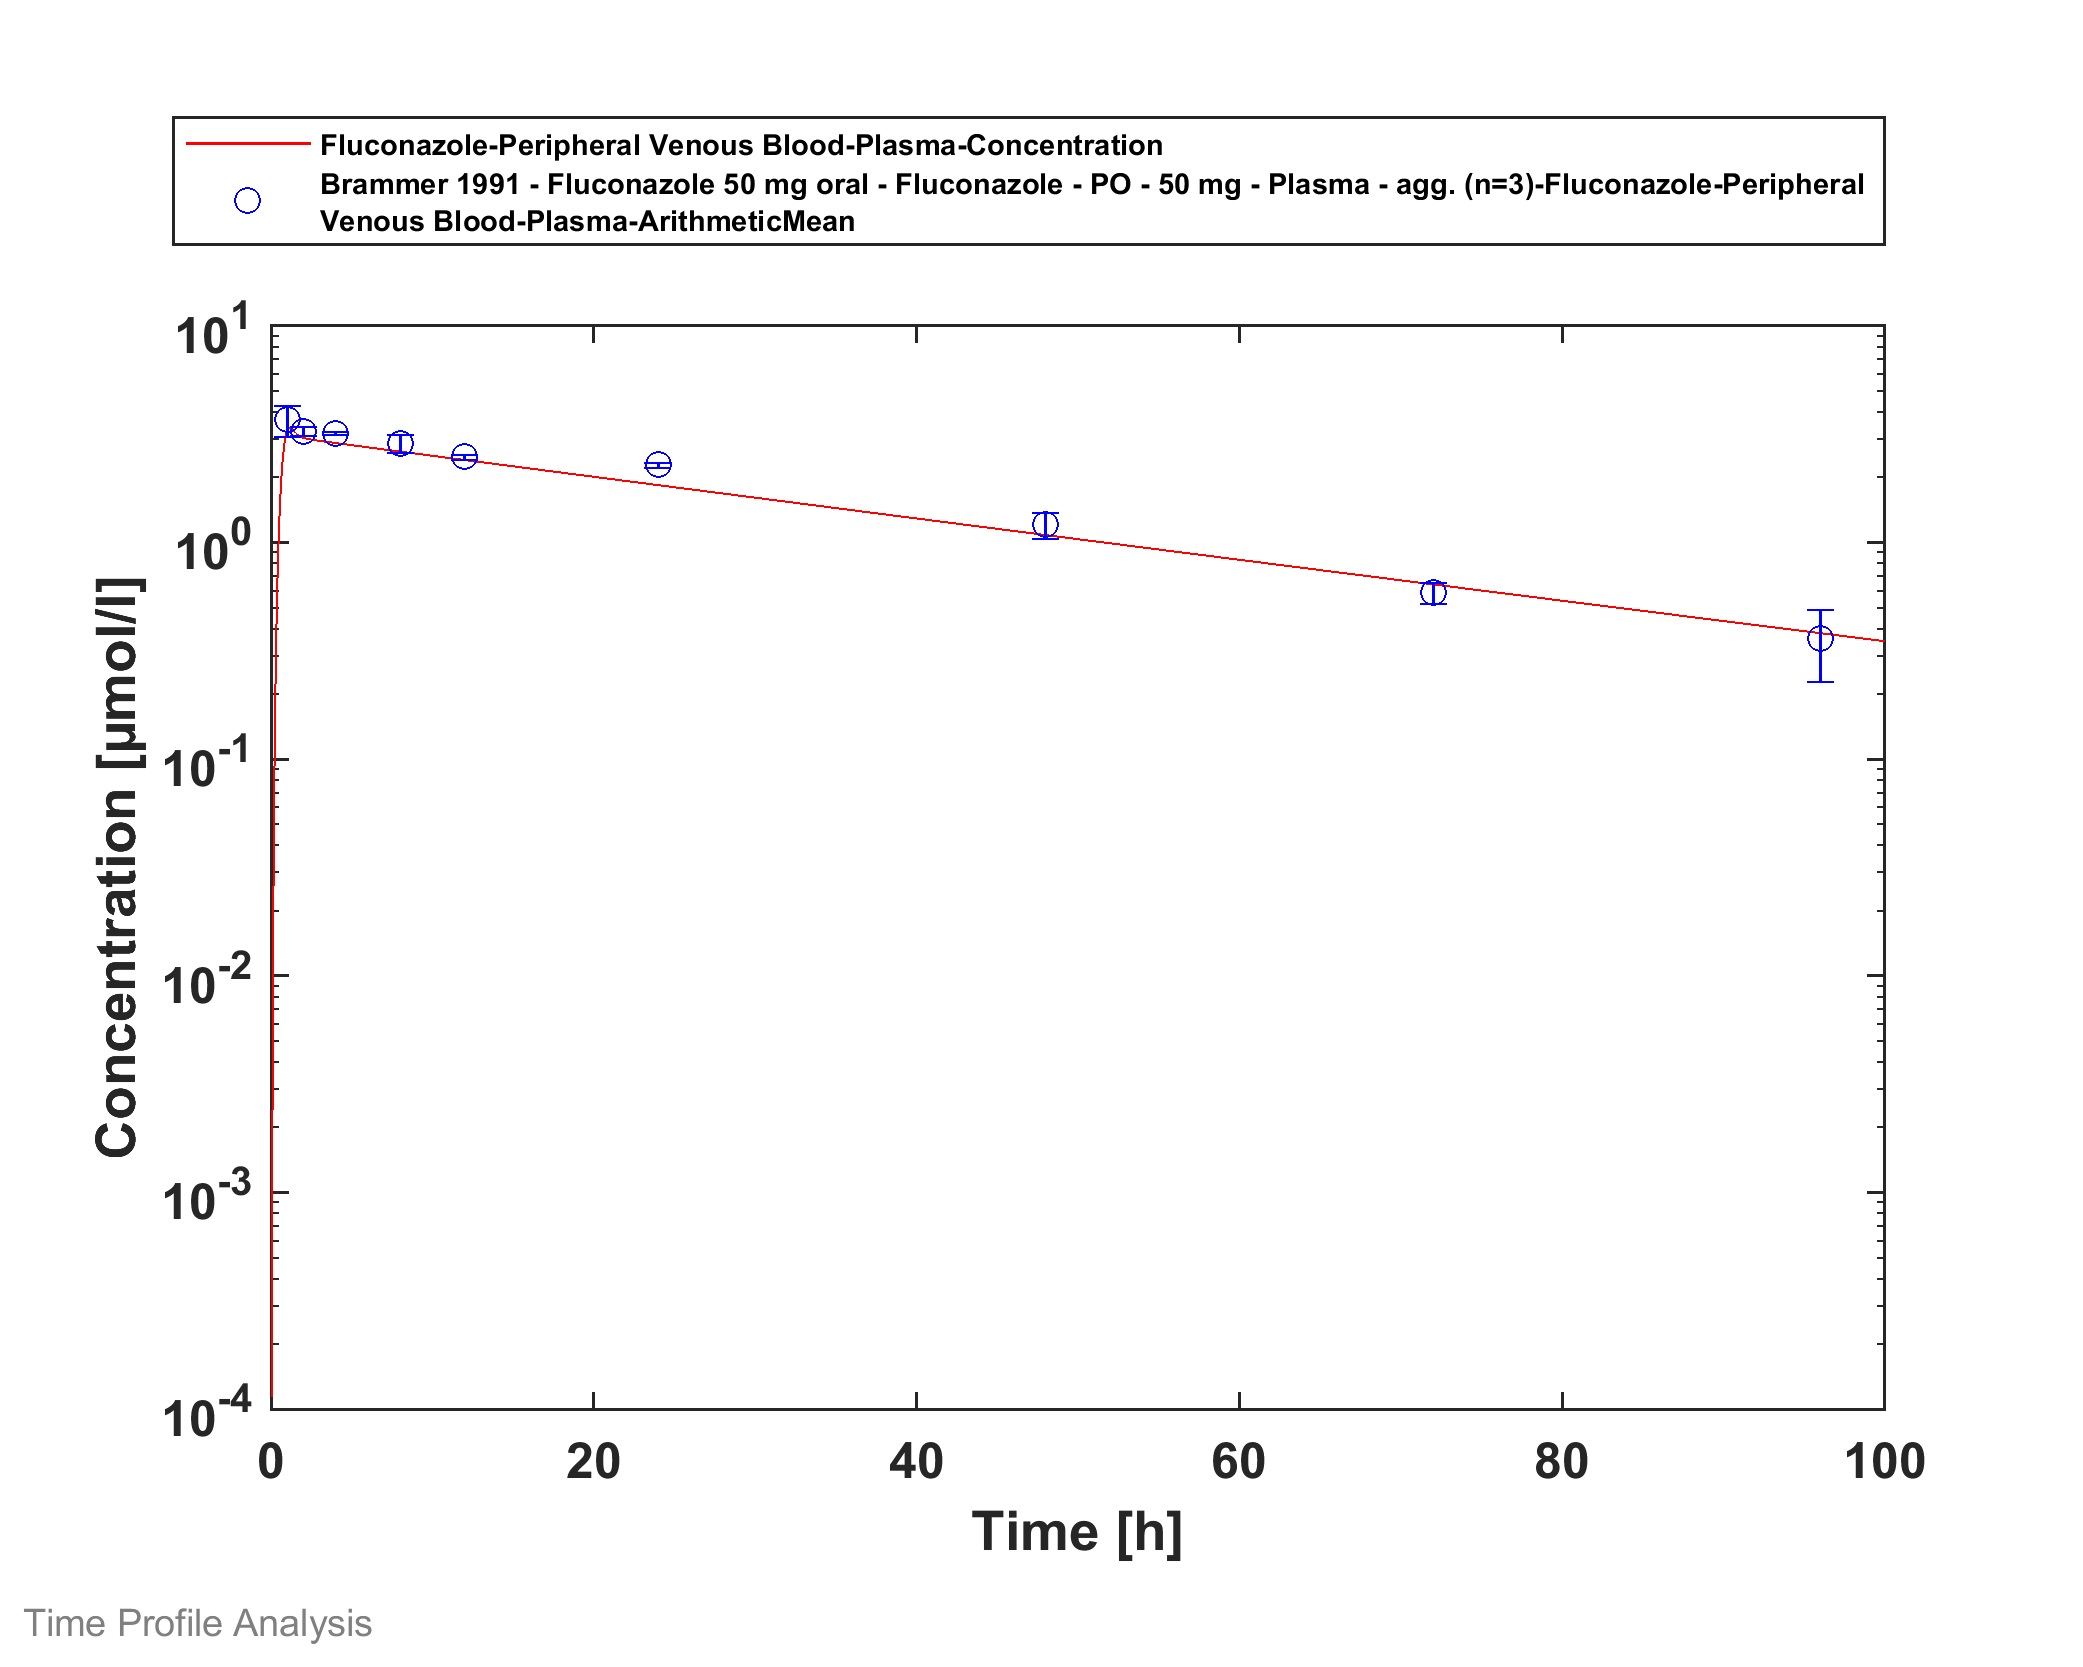 Fluconazole-Peripheral Venous Blood-Plasma-Concentration
Brammer 1991 - Fluconazole 50 mg oral - Fluconazole - PO - 50 mg - Plasma - agg. (n=3)-Fluconazole-Peripheral
Venous Blood-Plasma-ArithmeticMean
10^1
10^0
10^-1
10^-2
10^-3
10^-4
Concentration [µmol/l]
0 20 40 60 80 100
Time [h]
Time Profile Analysis